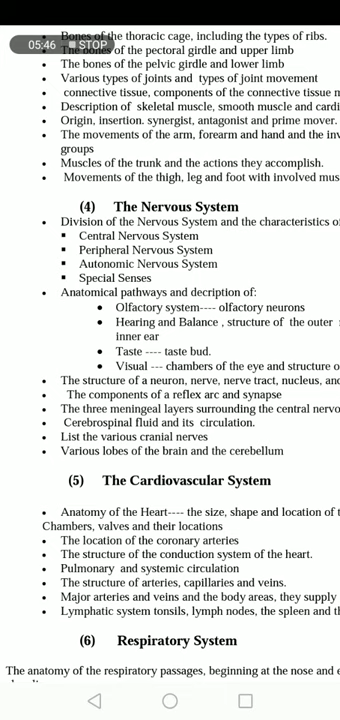 Bones of the thoracic cage, including the types of ribs.
05:46 STOP
The bones of the pectoral girdle and upper limb
• The bones of the pelvic girdle and lower limb
• Various types of joints and types of joint movement
• connective tissue, components of the connective tissue
• Description of skeletal muscle, smooth muscle and cardi
• Origin, insertion. synergist, antagonist and prime mover.
• The movements of the arm, forearm and hand and the inv
groups
• Muscles of the trunk and the actions they accomplish.
• Movements of the thigh, leg and foot with involved mus
(4) The Nervous System
• Division of the Nervous System and the characteristics of
▪ Central Nervous System
▪ Peripheral Nervous System
▪ Autonomic Nervous System
▪ Special Senses
• Anatomical pathways and decription of:
• Olfactory system---- olfactory neurons
• Hearing and Balance , structure of the outer
inner ear
• Taste ---- taste bud.
• Visual --- chambers of the eye and structure o
• The structure of a neuron, nerve, nerve tract, nucleus, and
• The components of a reflex arc and synapse
• The three meningeal layers surrounding the central nervo
• Cerebrospinal fluid and its circulation.
• List the various cranial nerves
• Various lobes of the brain and the cerebellum
(5) The Cardiovascular System
• Anatomy of the Heart---- the size, shape and location of t
Chambers, valves and their locations
• The location of the coronary arteries
• The structure of the conduction system of the heart.
• Pulmonary and systemic circulation
• The structure of arteries, capillaries and veins.
• Major arteries and veins and the body areas, they supply
• Lymphatic system tonsils, lymph nodes, the spleen and th
(6) Respiratory System
The anatomy of the respiratory passages, beginning at the nose and e